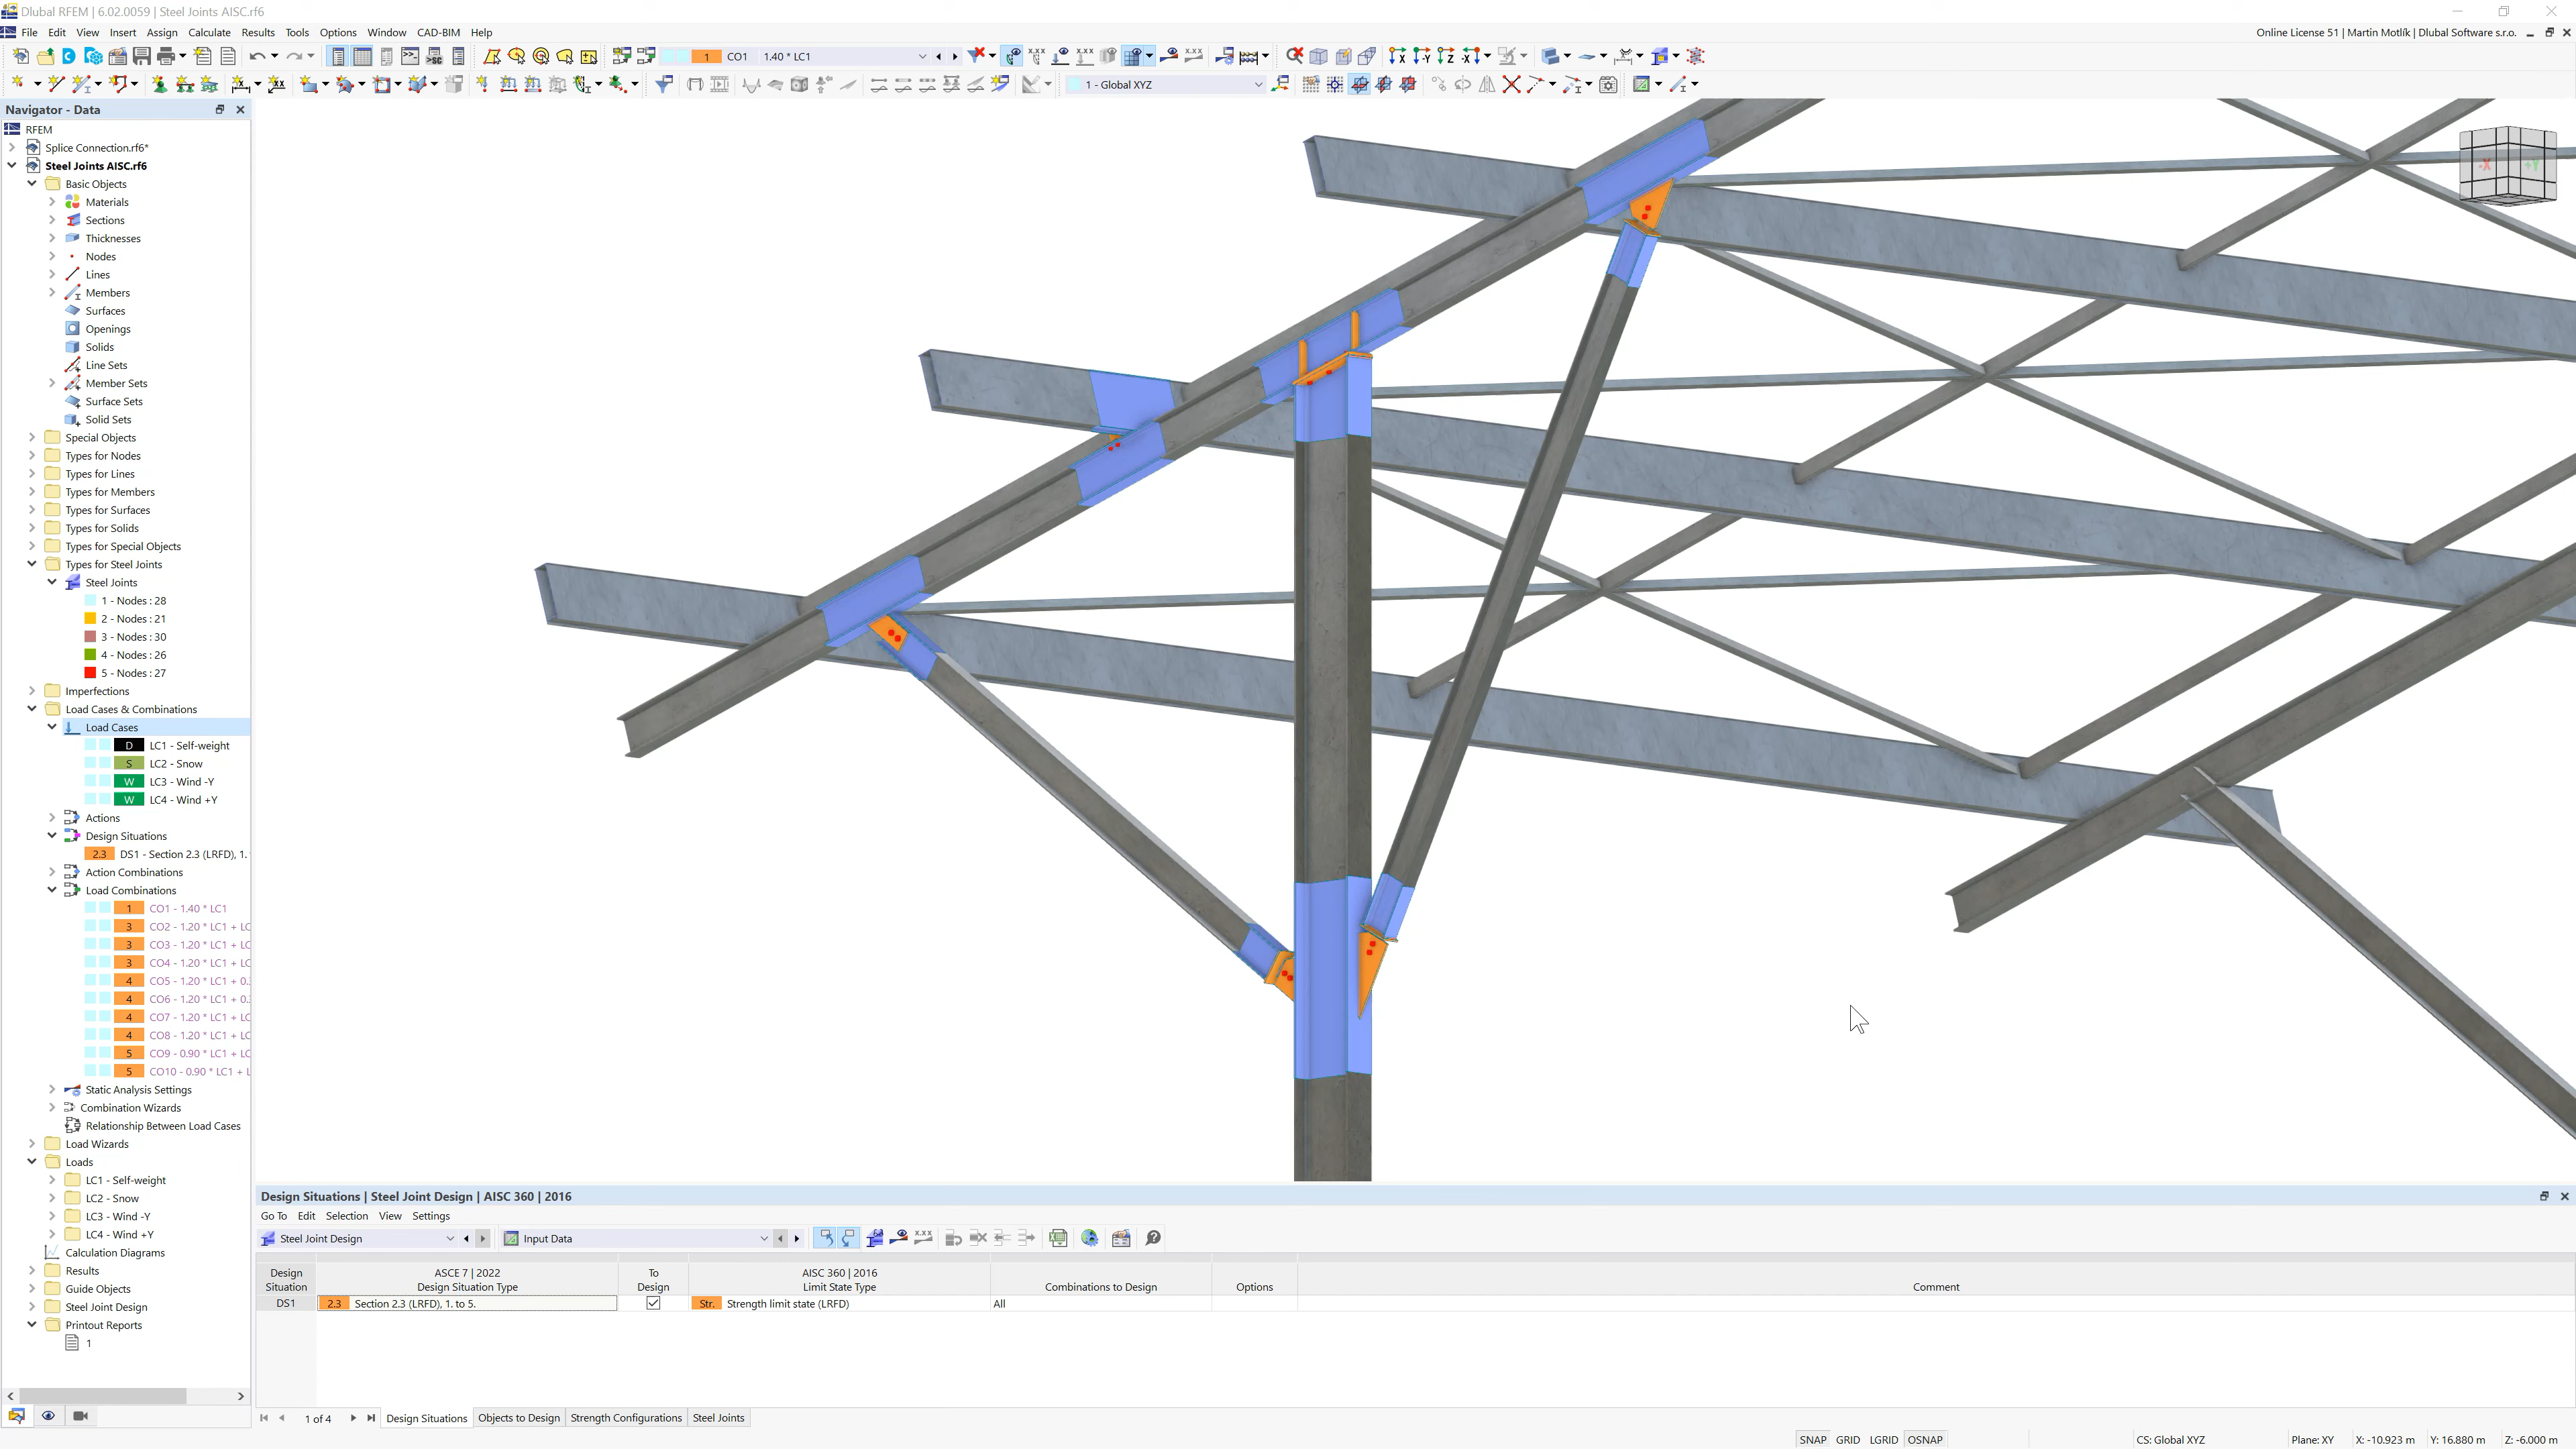 Dlubal RFEM | 6.02.0059 | Steel Joints AISC.rf6
File Edit View Insert Assign Calculate Results Tools Options Window CAD-BIM Help
Online License 51 | Martin Motlík | Dlubal Software s.r.o.
1 CO1 1.40 * LC1
1 - Global XYZ
Navigator - Data
RFEM
Splice Connection.rf6*
Steel Joints AISC.rf6
Basic Objects
Materials
Sections
Thicknesses
Nodes
Lines
Members
Surfaces
Openings
Solids
Line Sets
Member Sets
Surface Sets
Solid Sets
Special Objects
Types for Nodes
Types for Lines
Types for Members
Types for Surfaces
Types for Solids
Types for Special Objects
Types for Steel Joints
Steel Joints
1 - Nodes : 28
2 - Nodes : 21
3 - Nodes : 30
4 - Nodes : 26
5 - Nodes : 27
Imperfections
Load Cases & Combinations
Load Cases
D LC1 - Self-weight
S LC2 - Snow
W LC3 - Wind -Y
W LC4 - Wind +Y
Actions
Design Situations
2.3 DS1 - Section 2.3 (LRFD), 1.
Action Combinations
Load Combinations
1 CO1 - 1.40 * LC1
3 CO2 - 1.20 * LC1 + LC
3 CO3 - 1.20 * LC1 + LC
3 CO4 - 1.20 * LC1 + LC
4 CO5 - 1.20 * LC1 + 0.
4 CO6 - 1.20 * LC1 + 0.
4 CO7 - 1.20 * LC1 + LC
4 CO8 - 1.20 * LC1 + LC
5 CO9 - 0.90 * LC1 + LC
5 CO10 - 0.90 * LC1 + L
Static Analysis Settings
Combination Wizards
Relationship Between Load Cases
Load Wizards
Loads
LC1 - Self-weight
LC2 - Snow
LC3 - Wind -Y
LC4 - Wind +Y
Calculation Diagrams
Results
Guide Objects
Steel Joint Design
Printout Reports
1
-X +Y
Design Situations | Steel Joint Design | AISC 360 | 2016
Go To Edit Selection View Settings
Steel Joint Design Input Data
Design Situation
ASCE 7 | 2022 Design Situation Type
To Design
AISC 360 | 2016 Limit State Type
Combinations to Design
Options
Comment
DS1 2.3 Section 2.3 (LRFD), 1. to 5. Str. Strength limit state (LRFD) All
1 of 4 Design Situations Objects to Design Strength Configurations Steel Joints
SNAP GRID LGRID OSNAP CS: Global XYZ Plane: XY X: -10.923 m Y: 16.880 m Z: -6.000 m